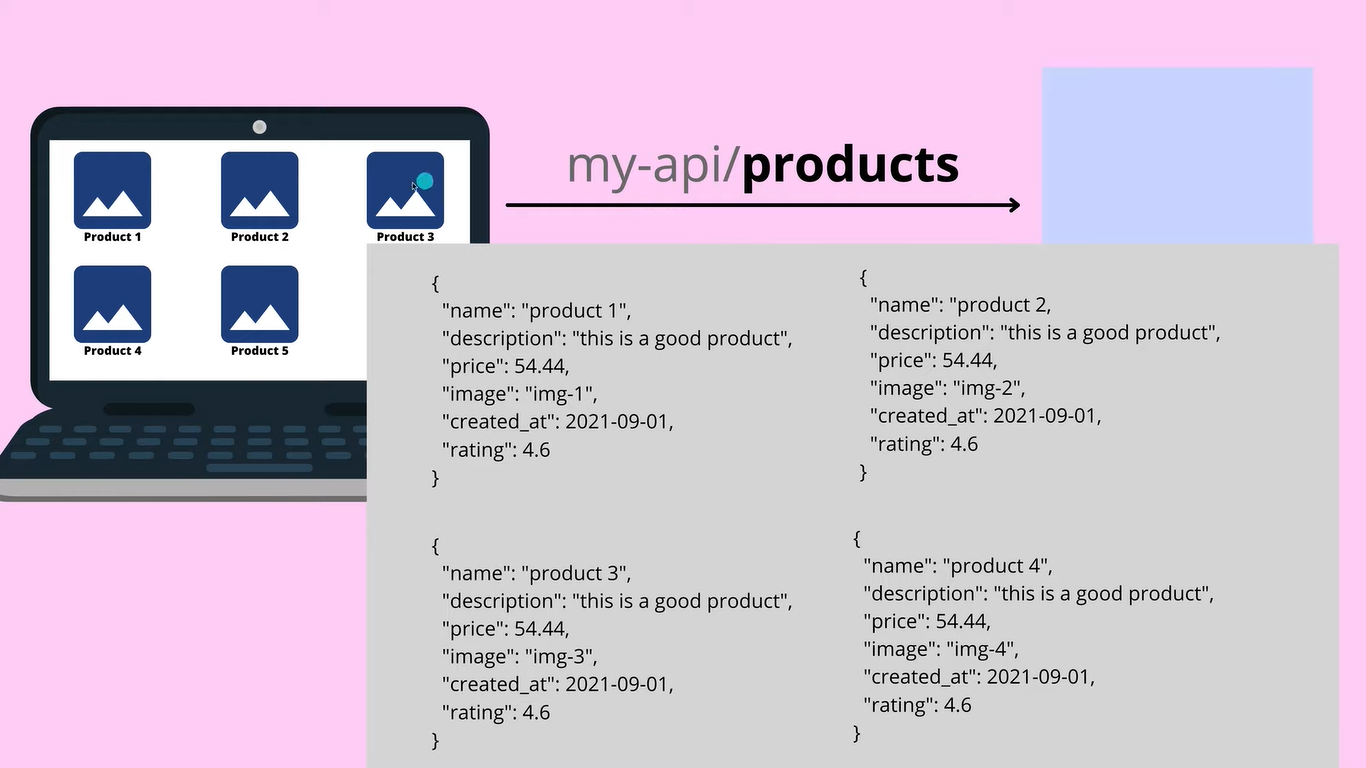 my-api/products
Product 1
Product 2
Product 3
Product 4
Product 5
{
"name": "product 1",
"description": "this is a good product",
"price": 54.44,
"image": "img-1",
"created_at": 2021-09-01,
"rating": 4.6
}
{
"name": "product 2,
"description": "this is a good product",
"price": 54.44,
"image": "img-2",
"created_at": 2021-09-01,
"rating": 4.6
}
{
"name": "product 3",
"description": "this is a good product",
"price": 54.44,
"image": "img-3",
"created_at": 2021-09-01,
"rating": 4.6
}
{
"name": "product 4",
"description": "this is a good product",
"price": 54.44,
"image": "img-4",
"created_at": 2021-09-01,
"rating": 4.6
}